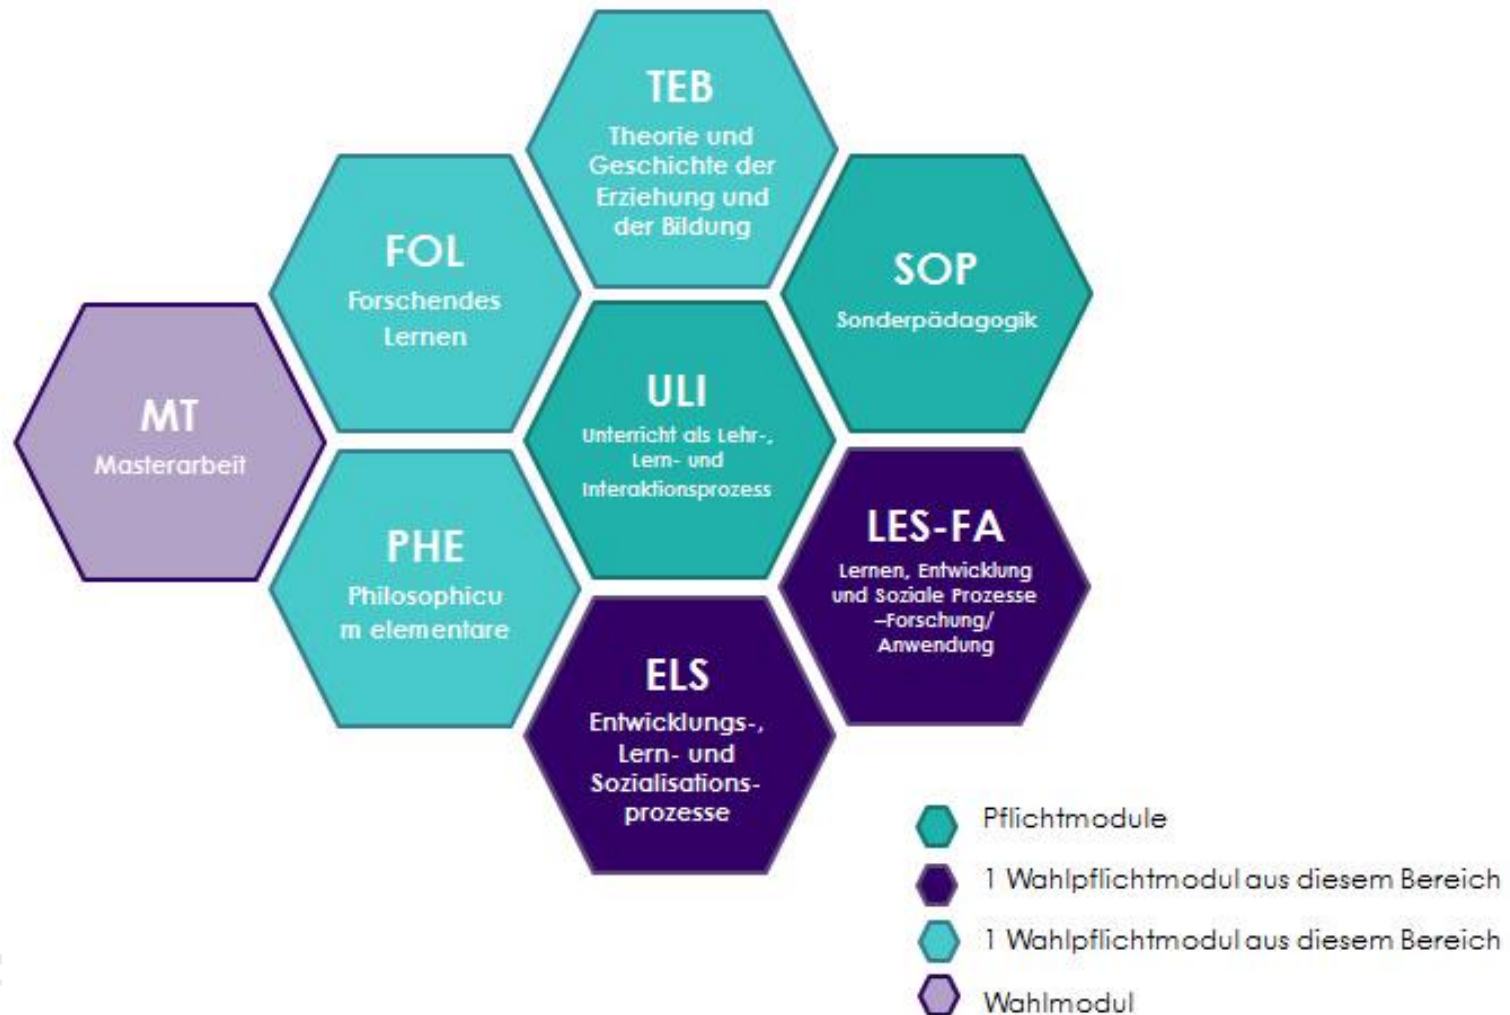 TEB
Theorie und
Geschichte der
Erziehung und
der Bildung
FOL
Forschendes
Lernen
SOP
Sonderpädagogik
MT
Masterarbeit
ULI
Unterricht als Lehr-,
Lern- und
Interaktionsprozess
PHE
Philosophicu
m elementare
LES-FA
Lernen, Entwicklung
und Soziale Prozesse
–Forschung/
Anwendung
ELS
Entwicklungs-,
Lern- und
Sozialisations-
prozesse
Pflichtmodule
1 Wahlpflichtmodul aus diesem Bereich
1 Wahlpflichtmodul aus diesem Bereich
Wahlmodul